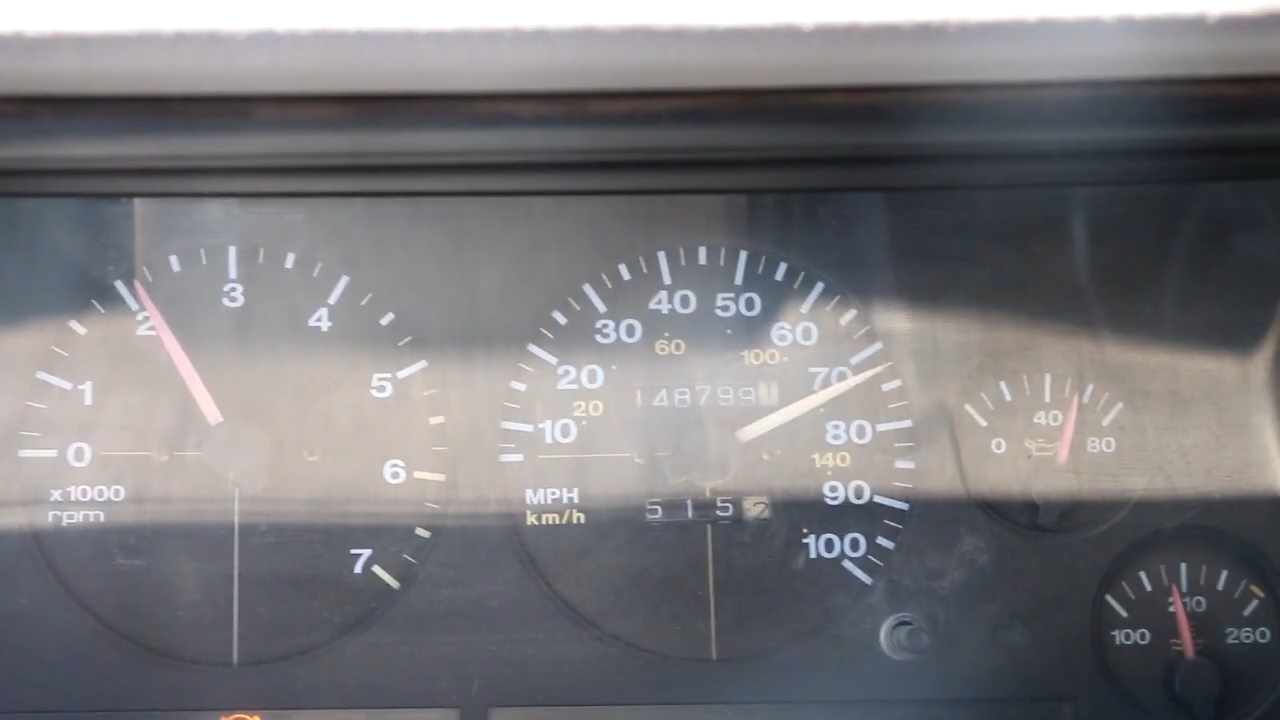 0 1 2 3 4 5 6 7
x1000
rpm
10 20 30 40 50 60 70 80 90 100
20 60 100 140
148799
MPH
km/h
5152
0 40 80
100 210 260